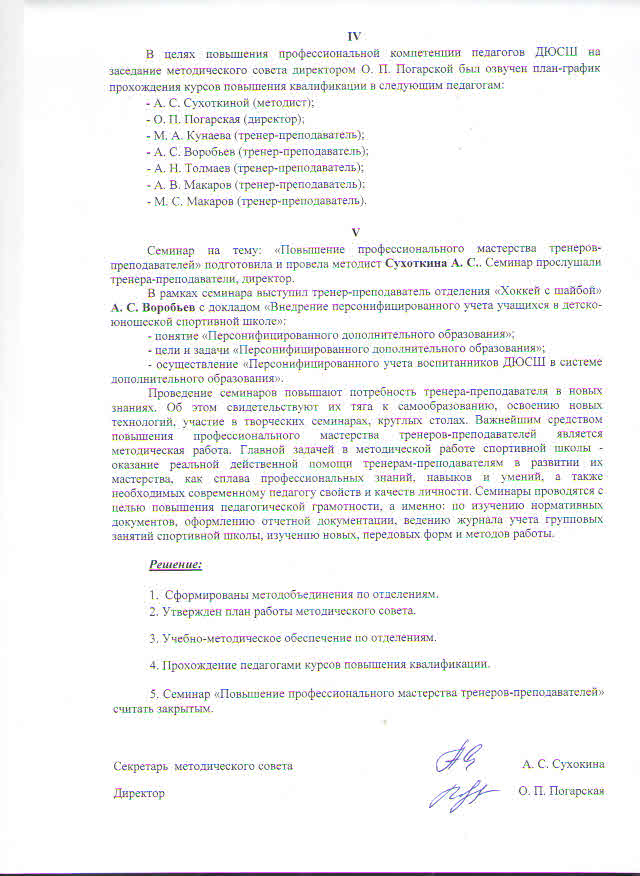 IV
В целях повышения профессиональной компетенции педагогов ДЮСШ на
заседание методического совета директором О. П. Погарской был озвучен план-график
прохождения курсов повышения квалификации в следующим педагогам:
- А. С. Сухоткиной (методист);
- О. П. Погарская (директор);
- М. А. Кунаева (тренер-преподаватель);
- А. С. Воробьев (тренер-преподаватель);
- А. Н. Толмаев (тренер-преподаватель);
- А. В. Макаров (тренер-преподаватель);
- М. С. Макаров (тренер-преподаватель).
V
Семинар на тему: «Повышение профессионального мастерства тренеров-
преподавателей» подготовила и провела методист Сухоткина А. С.. Семинар прослушали
тренера-преподаватели, директор.
В рамках семинара выступил тренер-преподаватель отделения «Хоккей с шайбой»
А. С. Воробьев с докладом «Внедрение персонифицированного учета учащихся в детско-
юношеской спортивной школе»:
- понятие «Персонифицированного дополнительного образования»;
- цели и задачи «Персонифицированного дополнительного образования»;
- осуществление «Персонифицированного учета воспитанников ДЮСШ в системе
дополнительного образования».
Проведение семинаров повышают потребность тренера-преподавателя в новых
знаниях. Об этом свидетельствуют их тяга к самообразованию, освоению новых
технологий, участие в творческих семинарах, круглых столах. Важнейшим средством
повышения профессионального мастерства тренеров-преподавателей является
методическая работа. Главной задачей в методической работе спортивной школы -
оказание реальной действенной помощи тренерам-преподавателям в развитии их
мастерства, как сплава профессиональных знаний, навыков и умений, а также
необходимых современному педагогу свойств и качеств личности. Семинары проводятся с
целью повышения педагогической грамотности, а именно: по изучению нормативных
документов, оформлению отчетной документации, ведению журнала учета групповых
занятий спортивной школы, изучению новых, передовых форм и методов работы.
Решение:
1. Сформированы методобъединения по отделениям.
2. Утвержден план работы методического совета.
3. Учебно-методическое обеспечение по отделениям.
4. Прохождение педагогами курсов повышения квалификации.
5. Семинар «Повышение профессионального мастерства тренеров-преподавателей»
считать закрытым.
Секретарь методического совета А. С. Сухокина
Директор О. П. Погарская